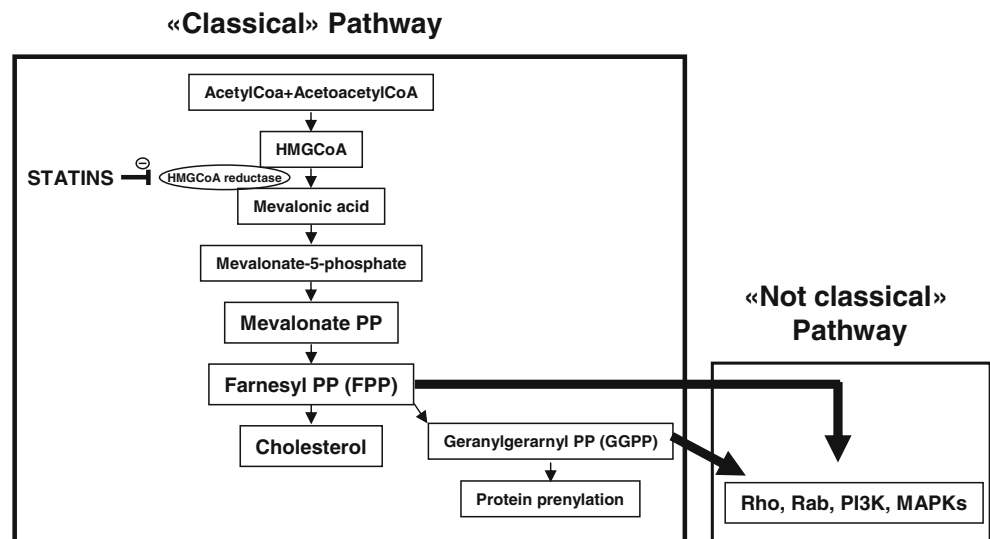 «Classical» Pathway
AcetylCoa+AcetoacetylCoA
HMGCoA
STATINS
⊖
HMGCoA reductase
Mevalonic acid
Mevalonate-5-phosphate
Mevalonate PP
Farnesyl PP (FPP)
Cholesterol
Geranylgerarnyl PP (GGPP)
Protein prenylation
«Not classical»
Pathway
Rho, Rab, PI3K, MAPKs